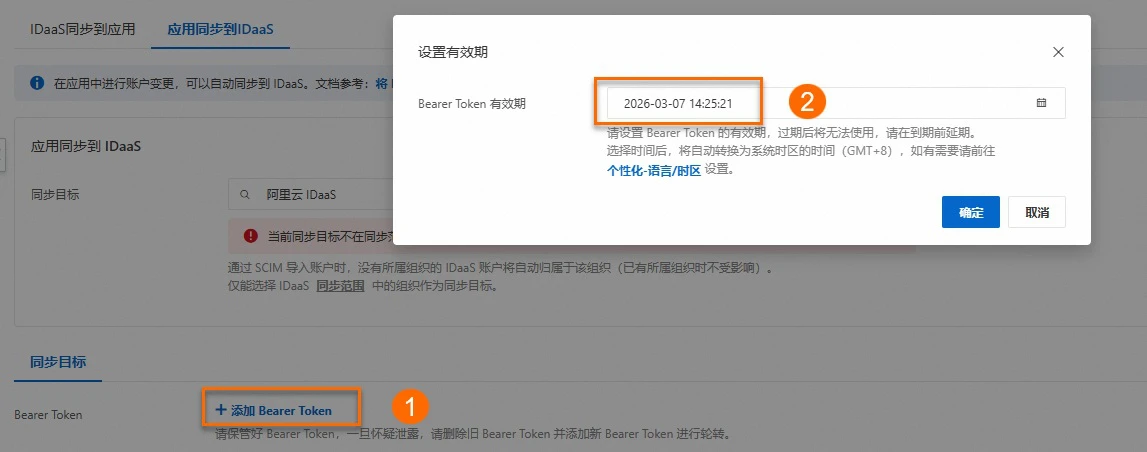 IDaaS同步到应用
应用同步到IDaaS
在应用中进行账户变更，可以自动同步到 IDaaS。文档参考：将
设置有效期
Bearer Token 有效期
2026-03-07 14:25:21
2
请设置 Bearer Token 的有效期，过期后将无法使用，请在到期前延期。
选择时间后，将自动转换为系统时区的时间（GMT+8），如有需要请前往
个性化-语言/时区 设置。
确定
取消
应用同步到 IDaaS
同步目标
阿里云 IDaaS
当前同步目标不在同步
通过 SCIM 导入账户时，没有所属组织的 IDaaS 账户将自动归属于该组织（已有所属组织时不受影响）。
仅能选择 IDaaS 同步范围 中的组织作为同步目标。
同步目标
Bearer Token
+ 添加 Bearer Token
1
请保管好 Bearer Token，一旦怀疑泄露，请删除旧 Bearer Token 并添加新 Bearer Token 进行轮转。